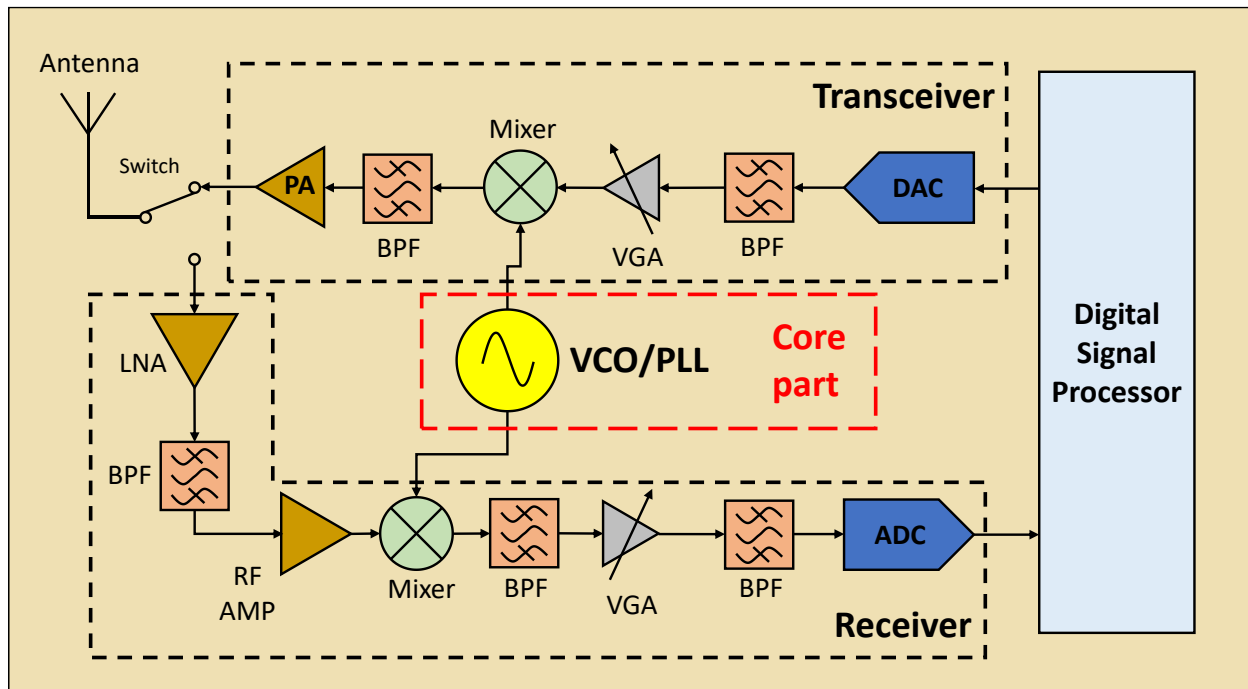 Antenna
Transceiver
Mixer
Switch
PA
DAC
BPF
VGA
BPF
Core
part
VCO/PLL
Digital
Signal
Processor
LNA
BPF
ADC
RF
AMP
Mixer
BPF
VGA
BPF
Receiver